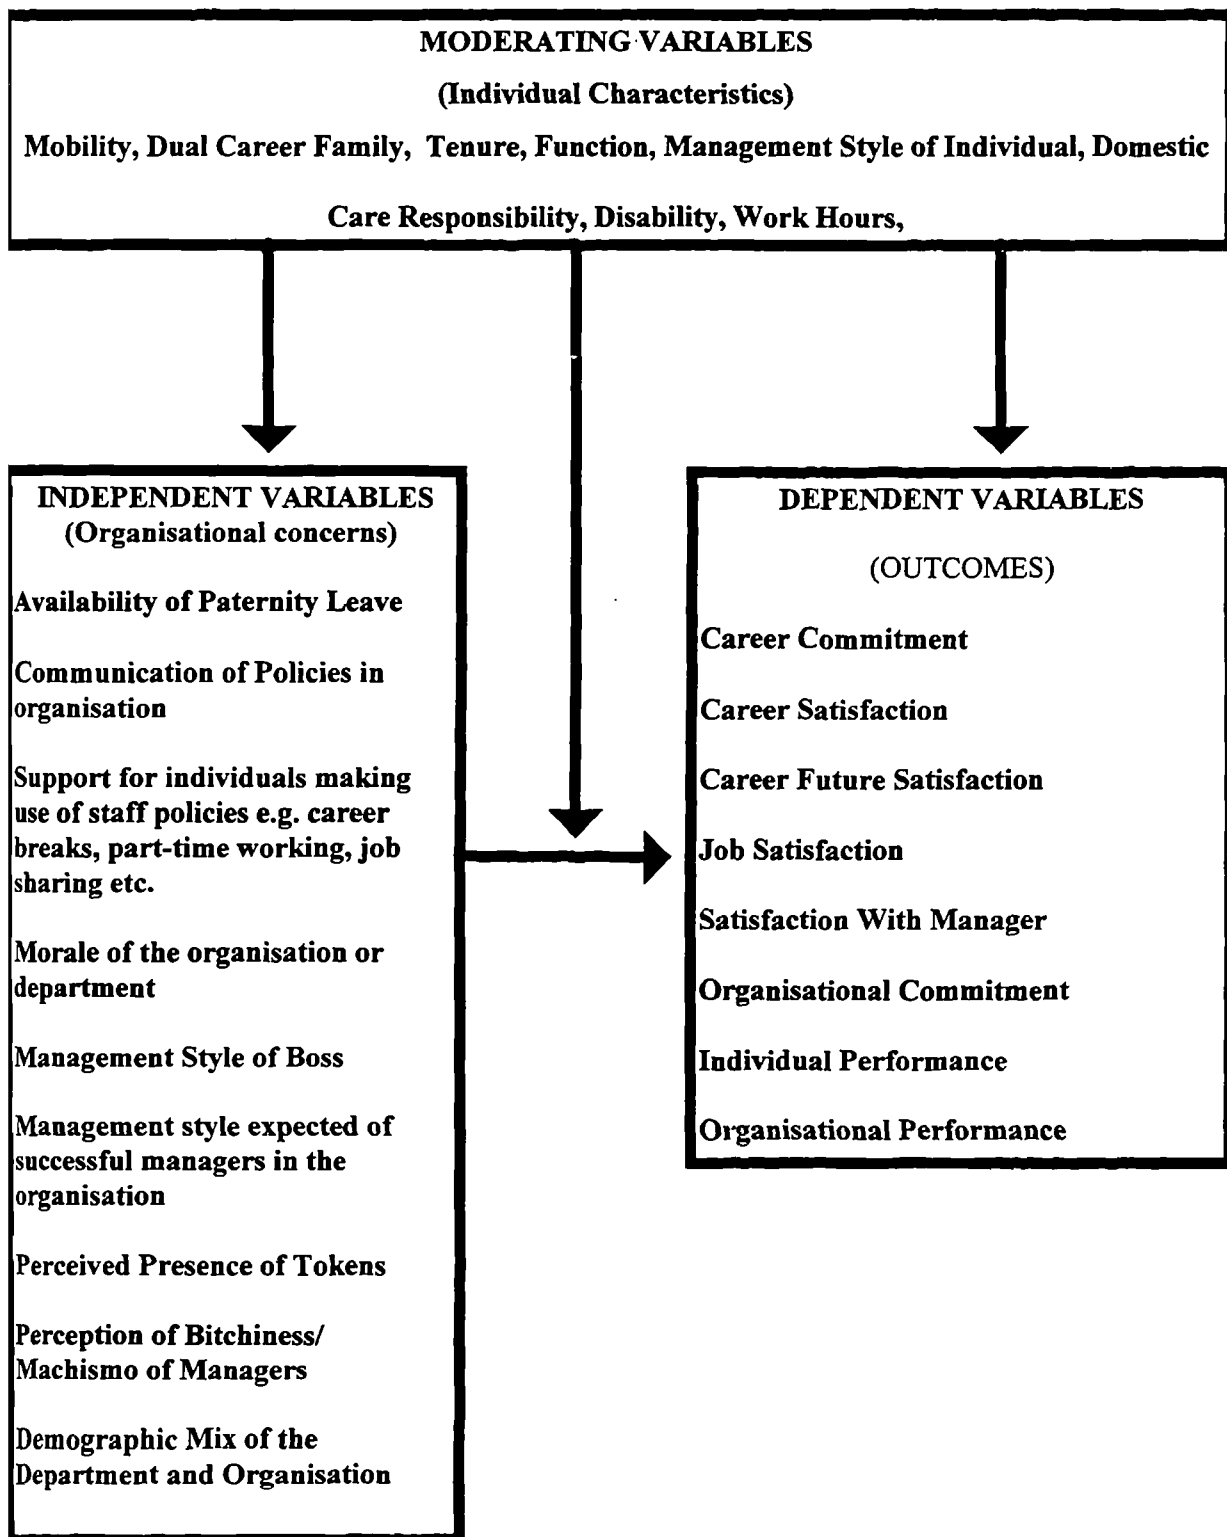 MODERATING VARIABLES
(Individual Characteristics)
Mobility, Dual Career Family, Tenure, Function, Management Style of Individual, Domestic
Care Responsibility, Disability, Work Hours,
INDEPENDENT VARIABLES
(Organisational concerns)
Availability of Paternity Leave
Communication of Policies in
organisation
Support for individuals making
use of staff policies e.g. career
breaks, part-time working, job
sharing etc.
Morale of the organisation or
department
Management Style of Boss
Management style expected of
successful managers in the
organisation
Perceived Presence of Tokens
Perception of Bitchiness/
Machismo of Managers
Demographic Mix of the
Department and Organisation
DEPENDENT VARIABLES
(OUTCOMES)
Career Commitment
Career Satisfaction
Career Future Satisfaction
Job Satisfaction
Satisfaction With Manager
Organisational Commitment
Individual Performance
Organisational Performance